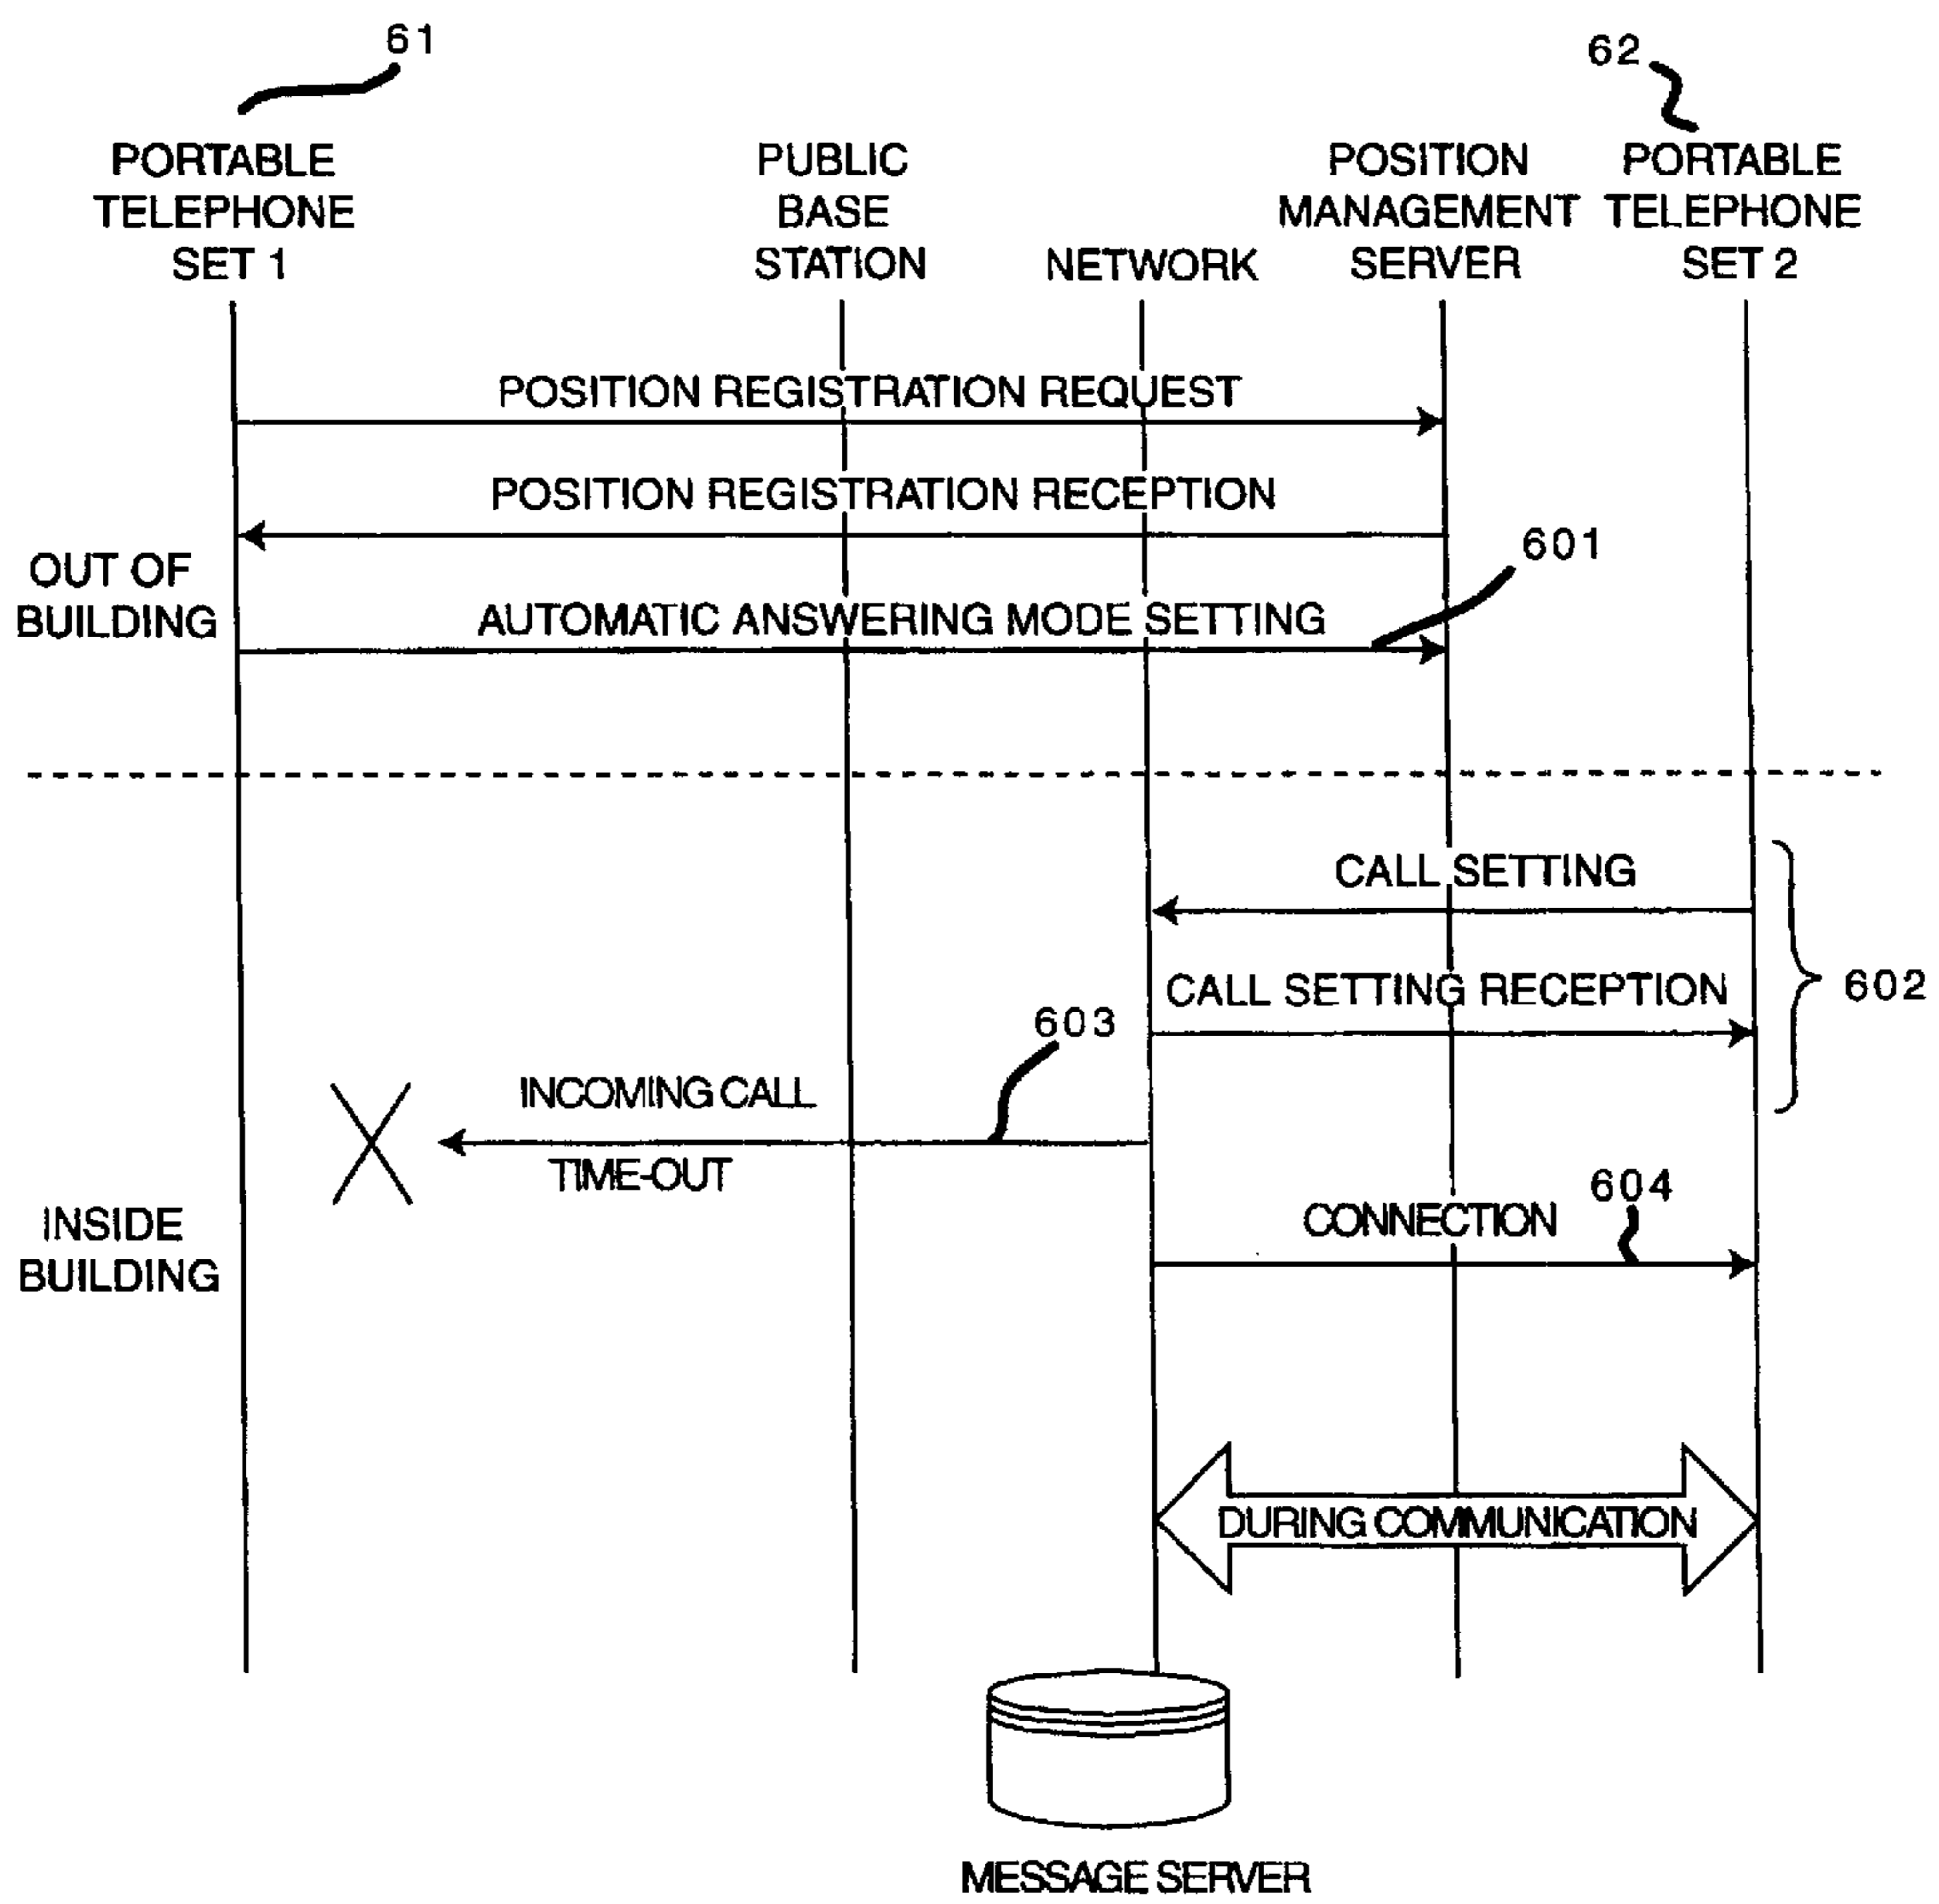 61
62
PORTABLE
TELEPHONE
SET 1
PUBLIC
BASE
STATION
NETWORK
POSITION
MANAGEMENT
SERVER
PORTABLE
TELEPHONE
SET 2
POSITION REGISTRATION REQUEST
POSITION REGISTRATION RECEPTION
601
OUT OF
BUILDING
AUTOMATIC ANSWERING MODE SETTING
CALL SETTING
CALL SETTING RECEPTION
602
603
INCOMING CALL
TIME-OUT
604
CONNECTION
INSIDE
BUILDING
DURING COMMUNICATION
MESSAGE SERVER